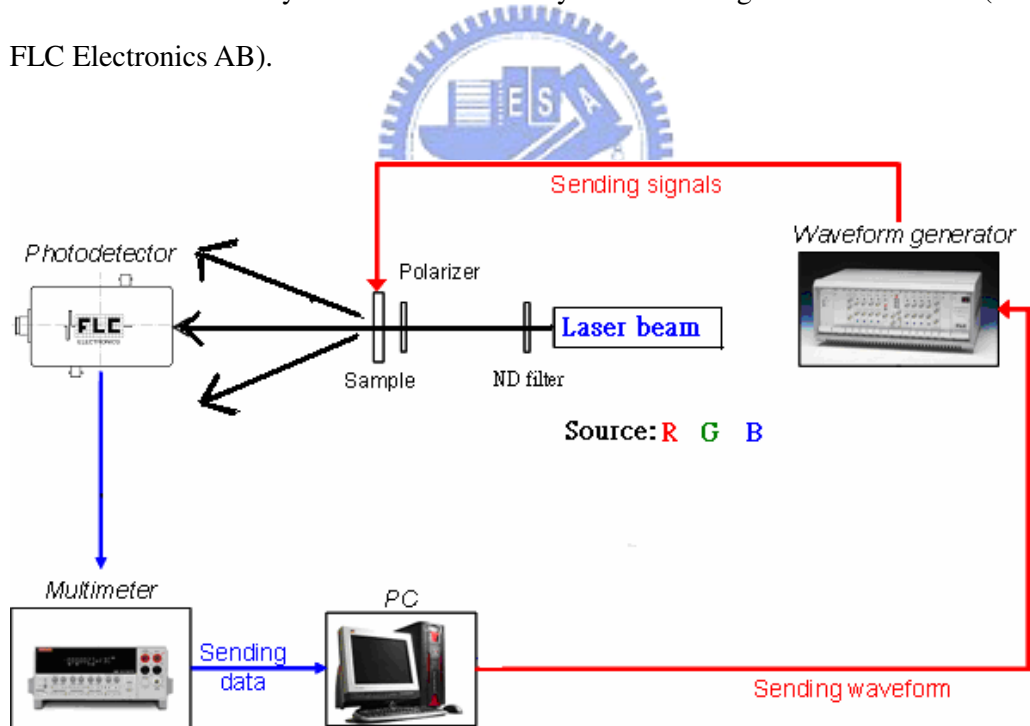 FLC Electronics AB).
E S A
Sending signals
Photodetector
Waveform generator
Polarizer
FLC
ELECTRONICS
Laser beam
Sample
ND filter
Source: R G B
Multimeter
PC
Sending
data
Sending waveform